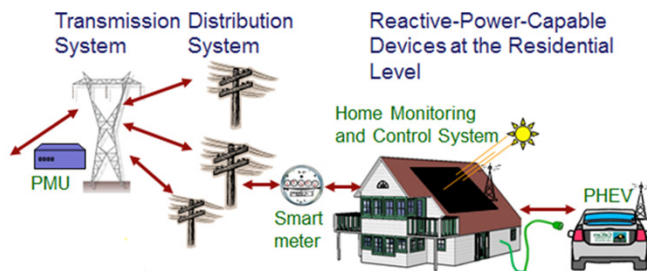 Transmission
System
Distribution
System
Reactive-Power-Capable
Devices at the Residential
Level
Home Monitoring
and Control System
PMU
Smart
meter
PHEV